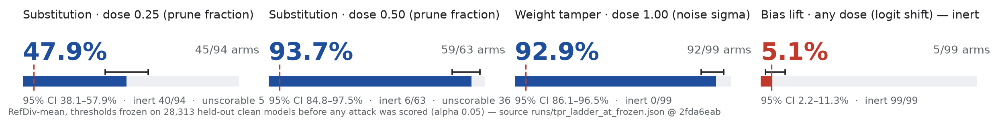 Substitution · dose 0.25 (prune fraction)
47.9%
45/94 arms
95% CI 38.1–57.9% · inert 40/94 · unscorable 5
Substitution · dose 0.50 (prune fraction)
93.7%
59/63 arms
95% CI 84.8–97.5% · inert 6/63 · unscorable 36
Weight tamper · dose 1.00 (noise sigma)
92.9%
92/99 arms
95% CI 86.1–96.5% · inert 0/99
Bias lift · any dose (logit shift) — inert
5.1%
5/99 arms
95% CI 2.2–11.3% · inert 99/99
RefDiv-mean, thresholds frozen on 28,313 held-out clean models before any attack was scored (alpha 0.05) — source runs/tpr_ladder_at_frozen.json @ 2fda6eab